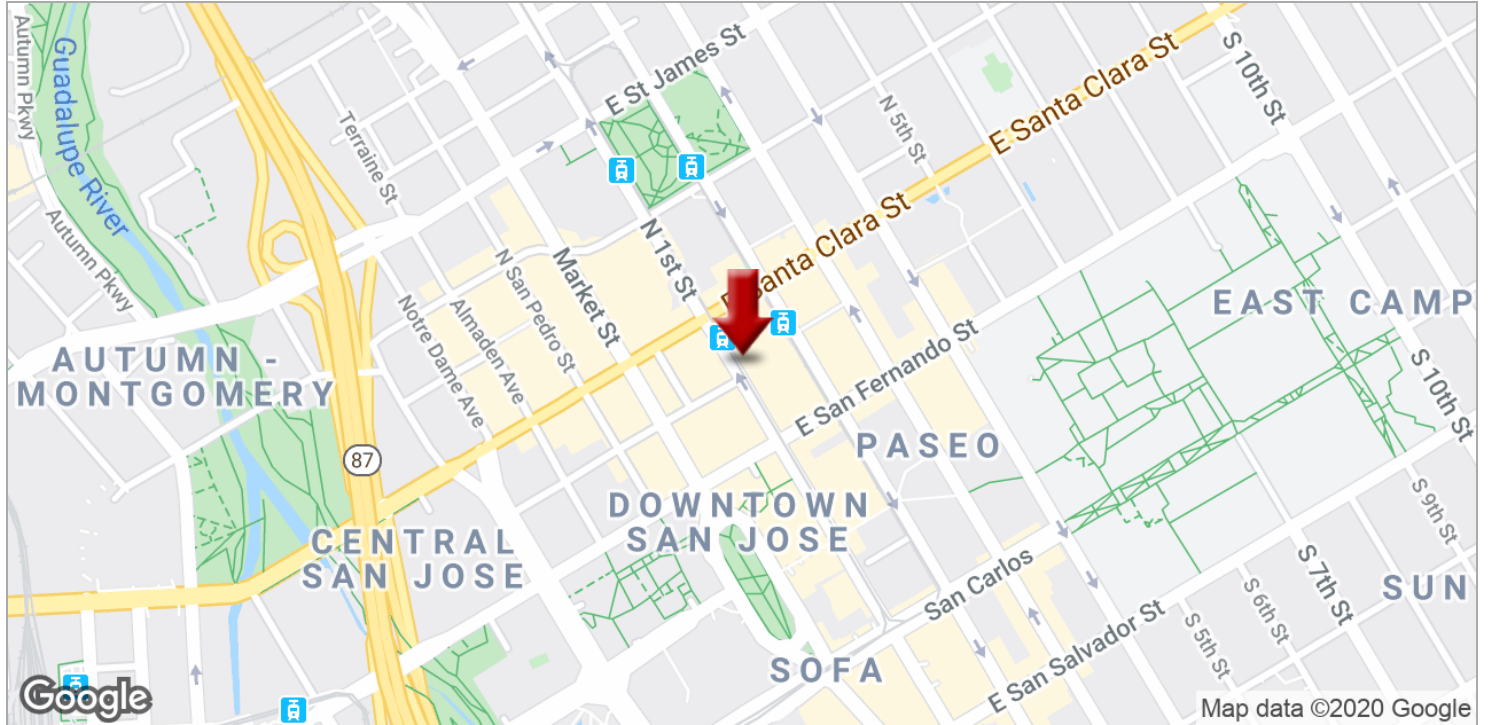 Autumn Pkwy
Guadalupe River
Autumn Pkwy
Terraine St
E St James St
N 5th St
E Santa Clara St
S 10th St
N 1st St
Market St
N San Pedro St
Almaden Ave
Notre Dame Ave
Santa Clara St
E San Fernando St
EAST CAMP
S 10th St
AUTUMN -
MONTGOMERY
87
PASEO
DOWNTOWN
SAN JOSE
CENTRAL
SAN JOSE
San Carlos
E San Salvador St
S 5th St
S 6th St
S 7th St
S 9th St
SUN
SOFA
Google
Map data ©2020 Google